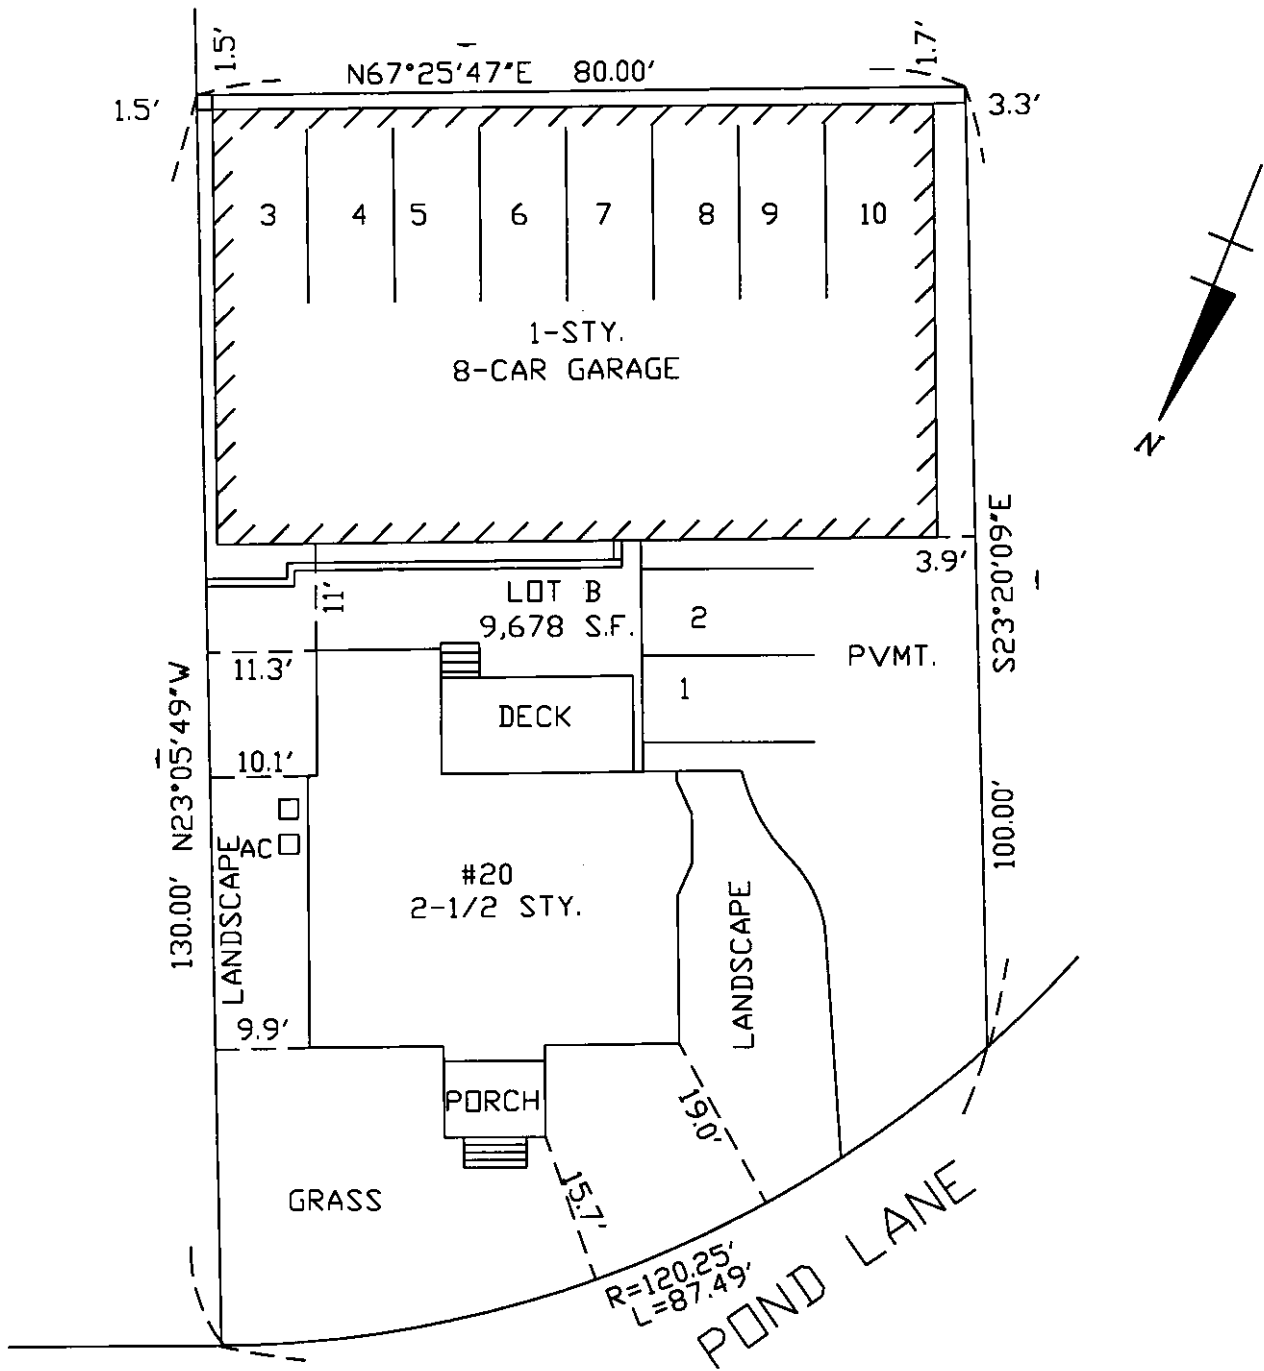 1.5'
1.7'
N67°25'47"E 80.00'
1.5'
3.3'
3 4 5 6 7 8 9 10
1-STY.
8-CAR GARAGE
N
3.9'
S23°20'09"E
100.00'
11'
LOT B
9,678 S.F.
2
PVMT.
11.3'
1
DECK
10.1'
130.00' N23°05'49"W
LANDSCAPE
AC
#20
2-1/2 STY.
LANDSCAPE
9.9'
PORCH
19.0'
15.7'
GRASS
R=120.25'
L=87.49'
POND LANE